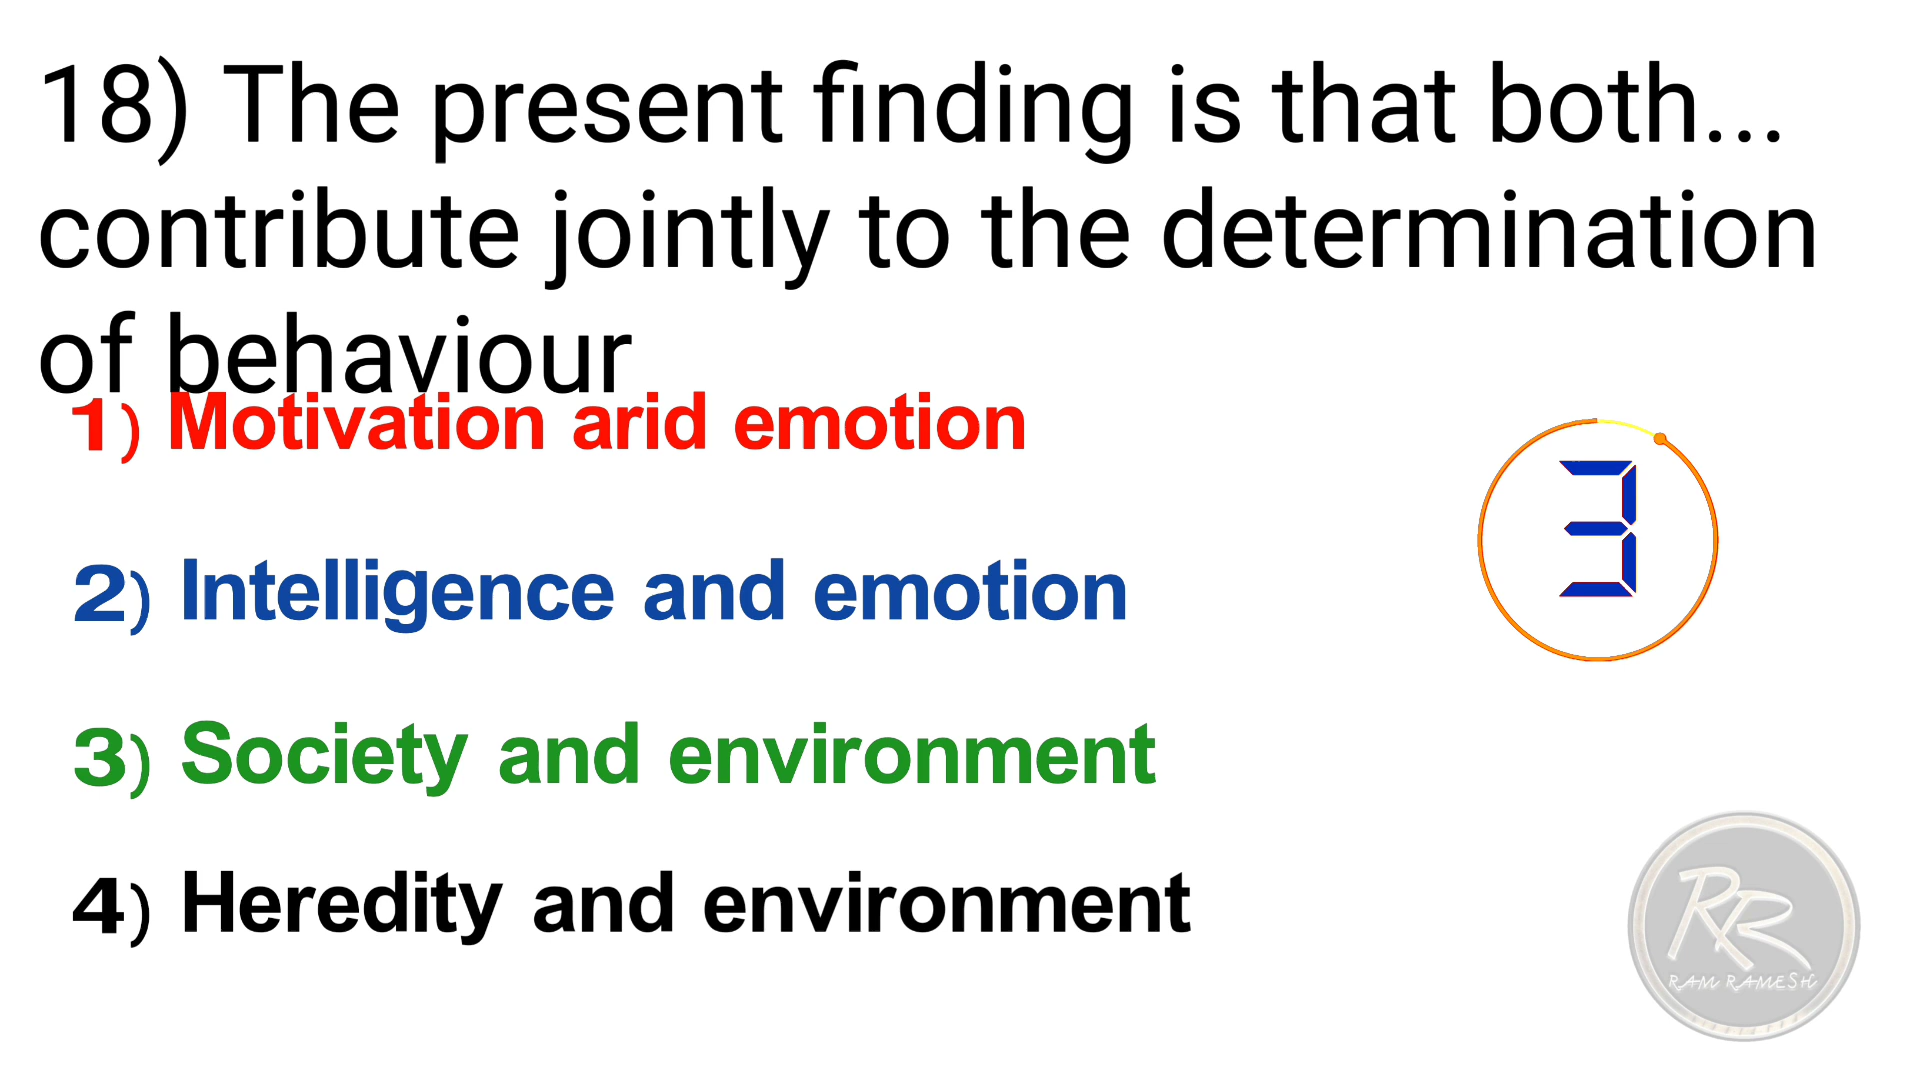 18) The present finding is that both...
contribute jointly to the determination
of behaviour
1) Motivation arid emotion
2) Intelligence and emotion
3) Society and environment
4) Heredity and environment
3
RR
RAM RAMESH